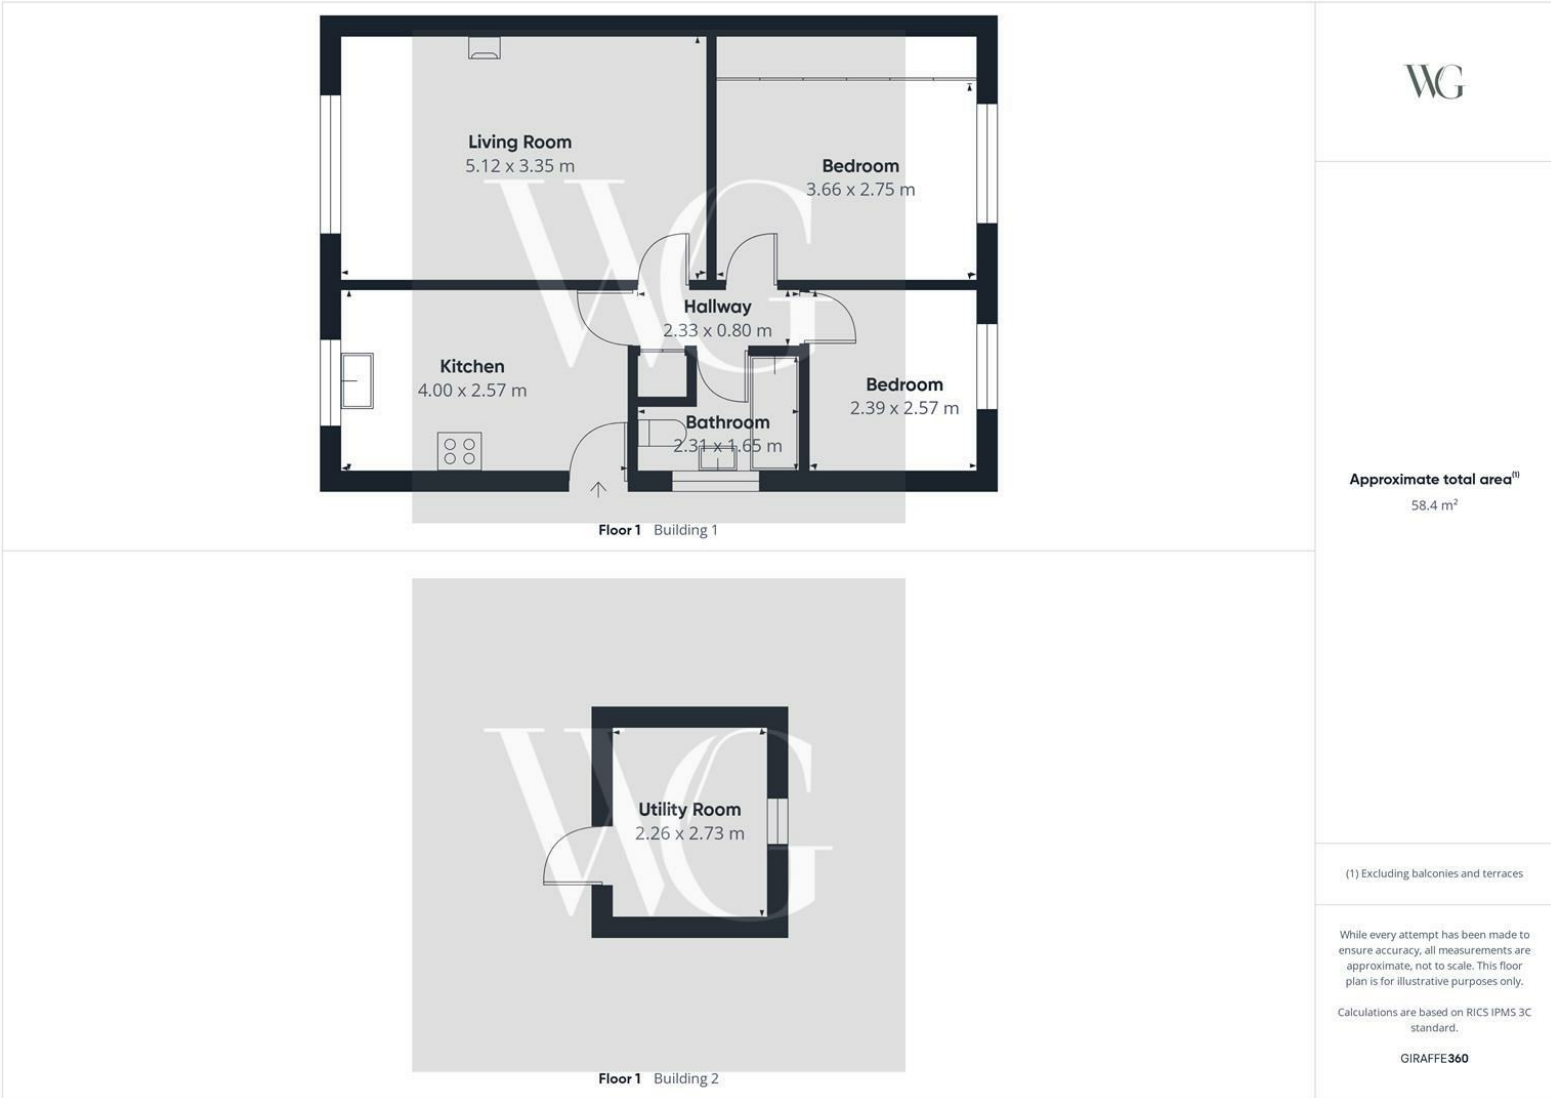 Living Room
5.12 x 3.35 m
Bedroom
3.66 x 2.75 m
Hallway
2.33 x 0.80 m
Kitchen
4.00 x 2.57 m
Bedroom
2.39 x 2.57 m
Bathroom
2.31 x 1.65 m
WG
Floor 1 Building 1
Utility Room
2.26 x 2.73 m
WG
Floor 1 Building 2
WG
Approximate total area(1)
58.4 m²
(1) Excluding balconies and terraces
While every attempt has been made to
ensure accuracy, all measurements are
approximate, not to scale. This floor
plan is for illustrative purposes only.
Calculations are based on RICS IPMS 3C
standard.
GIRAFFE360